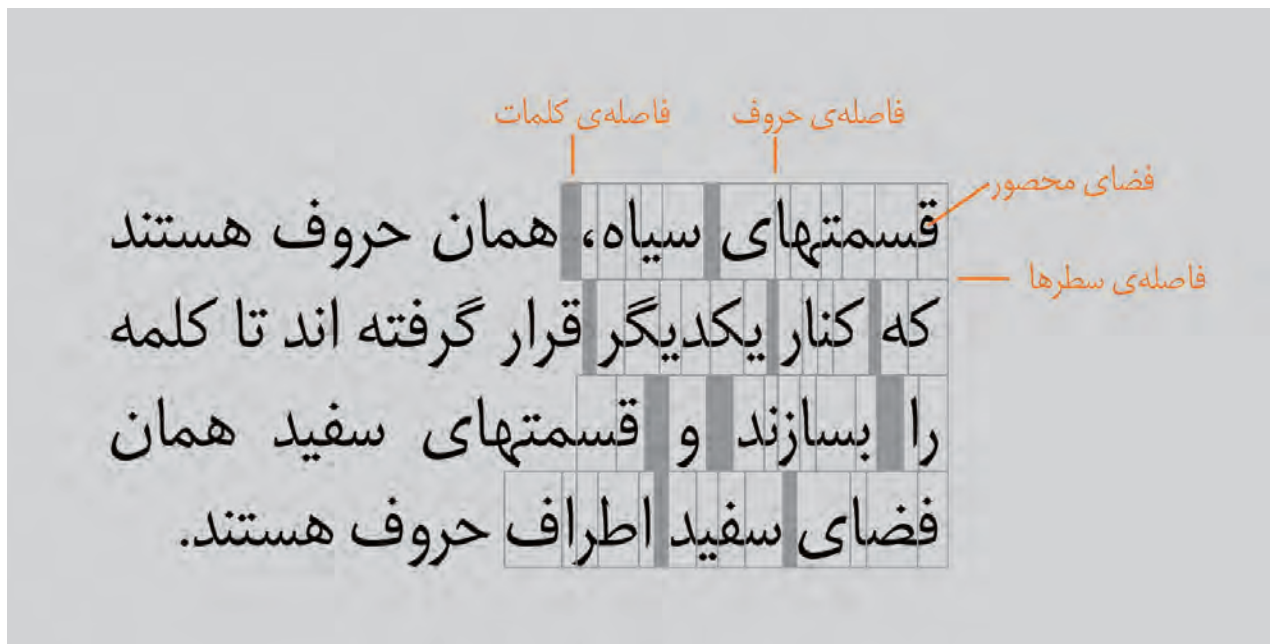 فاصله‌ی حروف
فاصله‌ی کلمات
فضای محصور
قسمتهای سیاه، همان حروف هستند
فاصله‌ی سطرها
که کنار یکدیگر قرار گرفته اند تا کلمه
را بسازند و قسمتهای سفید همان
فضای سفید اطراف حروف هستند.